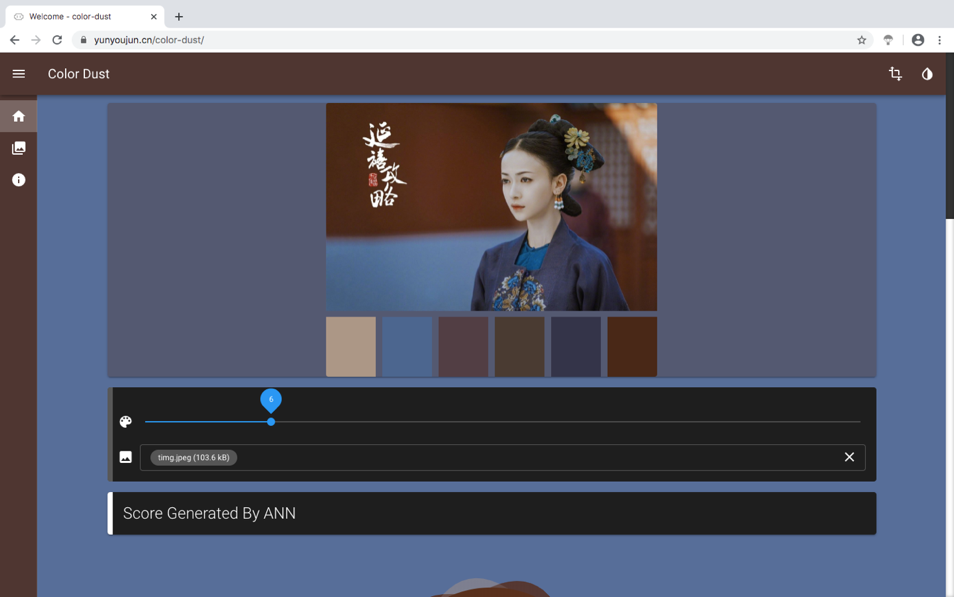 Welcome - color-dust
yunyoujun.cn/color-dust/
Color Dust
延禧攻略
6
timg.jpeg (103.6 kB)
Score Generated By ANN